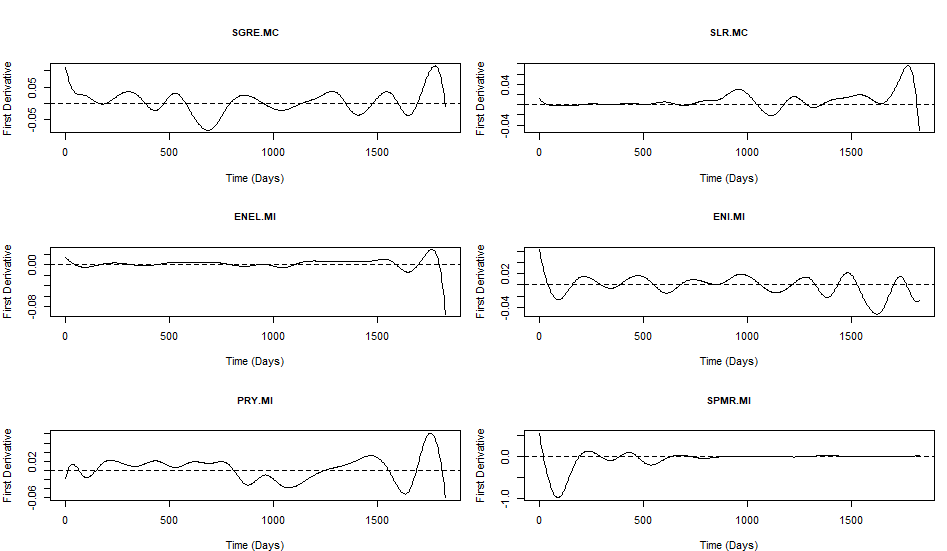 SGRE.MC
First Derivative
-0.05 0.05
0 500 1000 1500
Time (Days)
SLR.MC
First Derivative
-0.04 0.04
0 500 1000 1500
Time (Days)
ENEL.MI
First Derivative
-0.08 0.00
0 500 1000 1500
Time (Days)
ENI.MI
First Derivative
-0.04 0.02
0 500 1000 1500
Time (Days)
PRY.MI
First Derivative
-0.06 0.02
0 500 1000 1500
Time (Days)
SPMR.MI
First Derivative
-1.0 0.0
0 500 1000 1500
Time (Days)